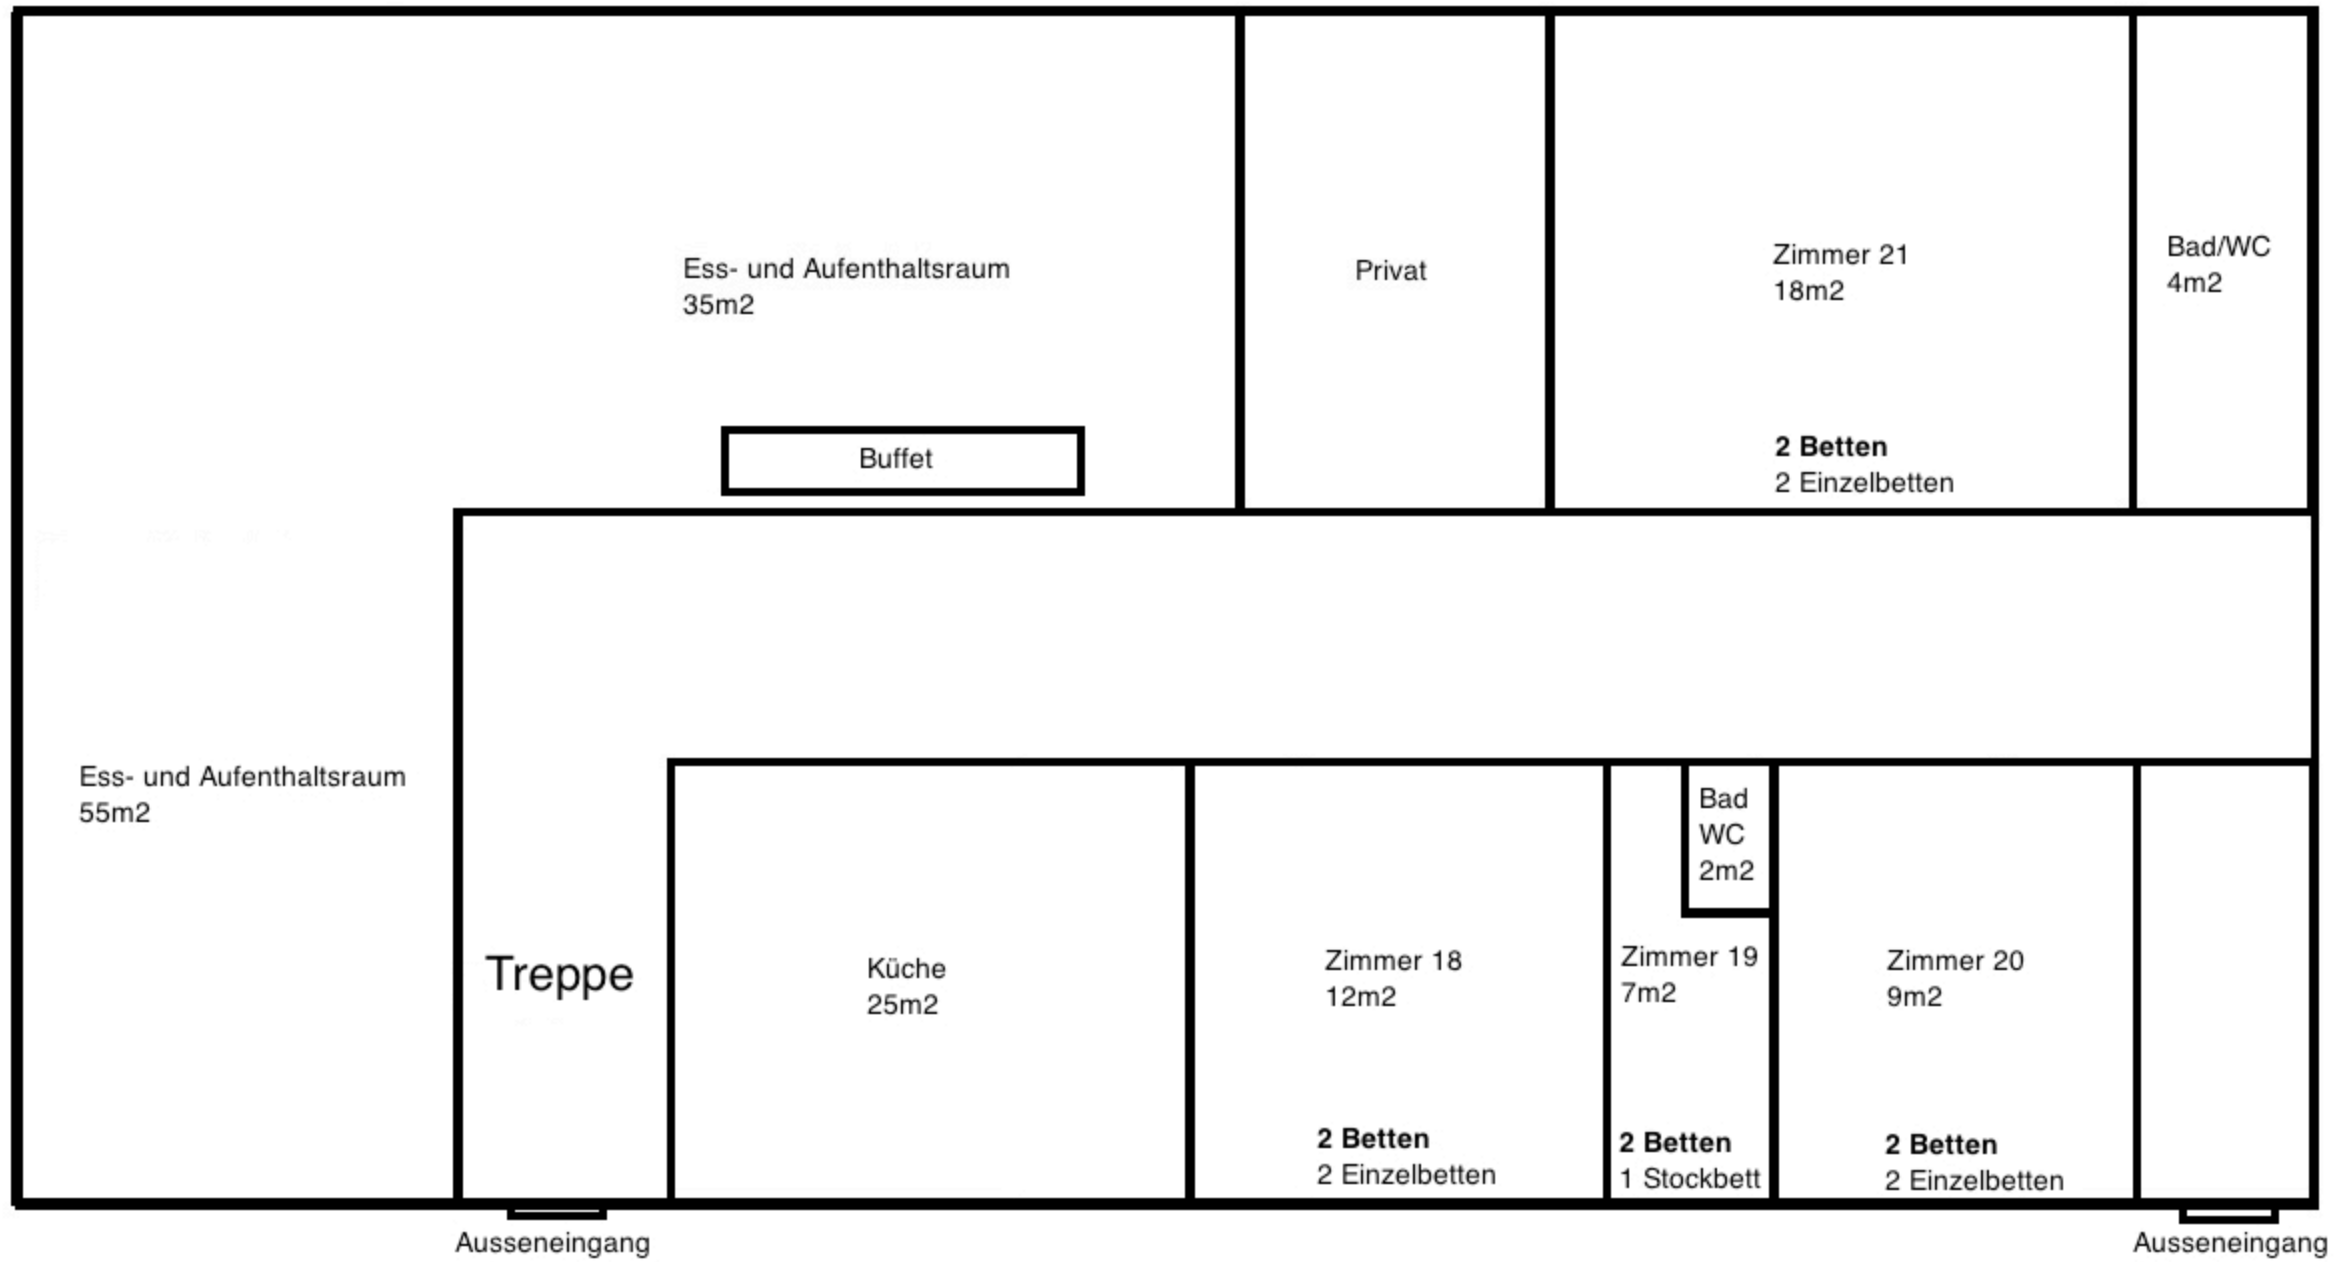 Ess- und Aufenthaltsraum
35m2
Buffet
Privat
Zimmer 21
18m2
2 Betten
2 Einzelbetten
Bad/WC
4m2
Ess- und Aufenthaltsraum
55m2
Treppe
Küche
25m2
Zimmer 18
12m2
2 Betten
2 Einzelbetten
Bad
WC
2m2
Zimmer 19
7m2
2 Betten
1 Stockbett
Zimmer 20
9m2
2 Betten
2 Einzelbetten
Ausseneingang
Ausseneingang